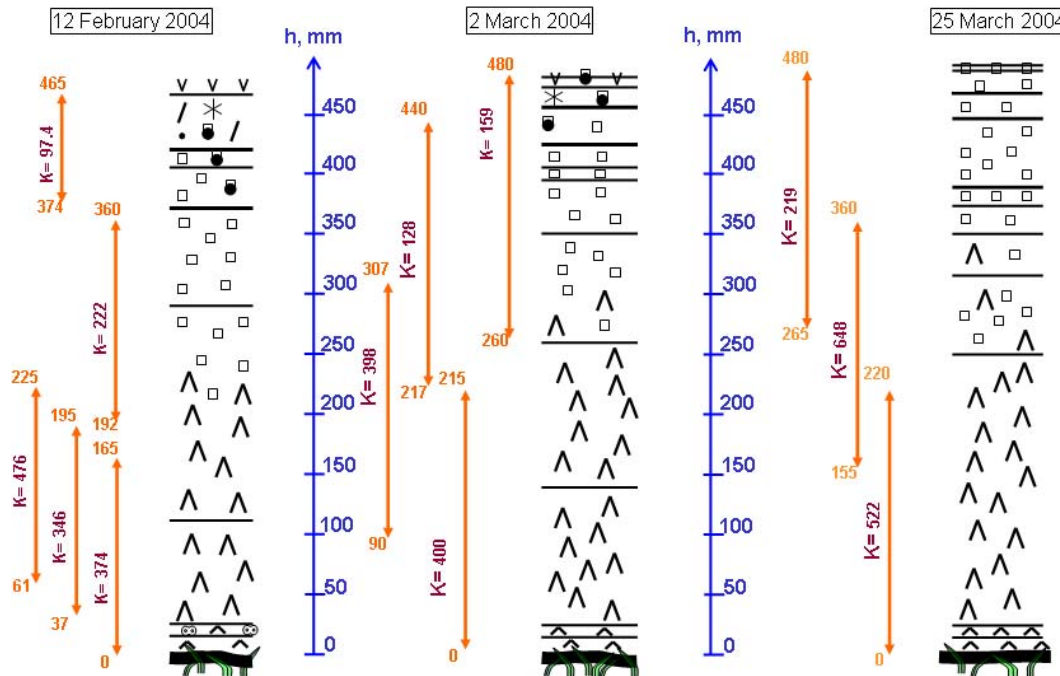 12 February 2004
2 March 2004
25 March 2004
h, mm
h, mm
465
K= 97.4
374
360
K= 222
192
225
K= 476
61
195
K= 346
37
165
K= 374
0
450
400
350
300
250
200
150
100
50
0
480
K= 159
260
440
K= 128
217
307
K= 398
90
215
K= 400
0
450
400
350
300
250
200
150
100
50
0
480
K= 219
265
360
K= 648
155
220
K= 522
0